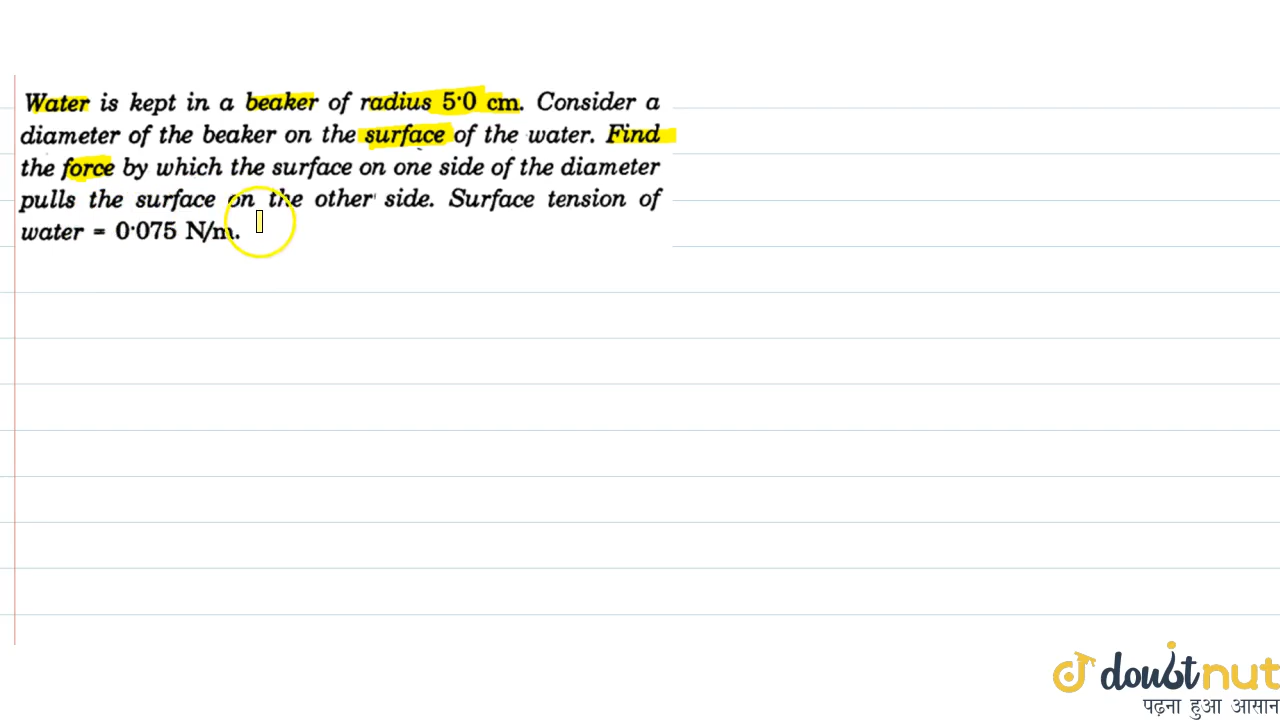 Water is kept in a beaker of radius 5·0 cm. Consider a
diameter of the beaker on the surface of the water. Find
the force by which the surface on one side of the diameter
pulls the surface on the other side. Surface tension of
water = 0·075 N/m.
doubtnut
पढ़ना हुआ आसान